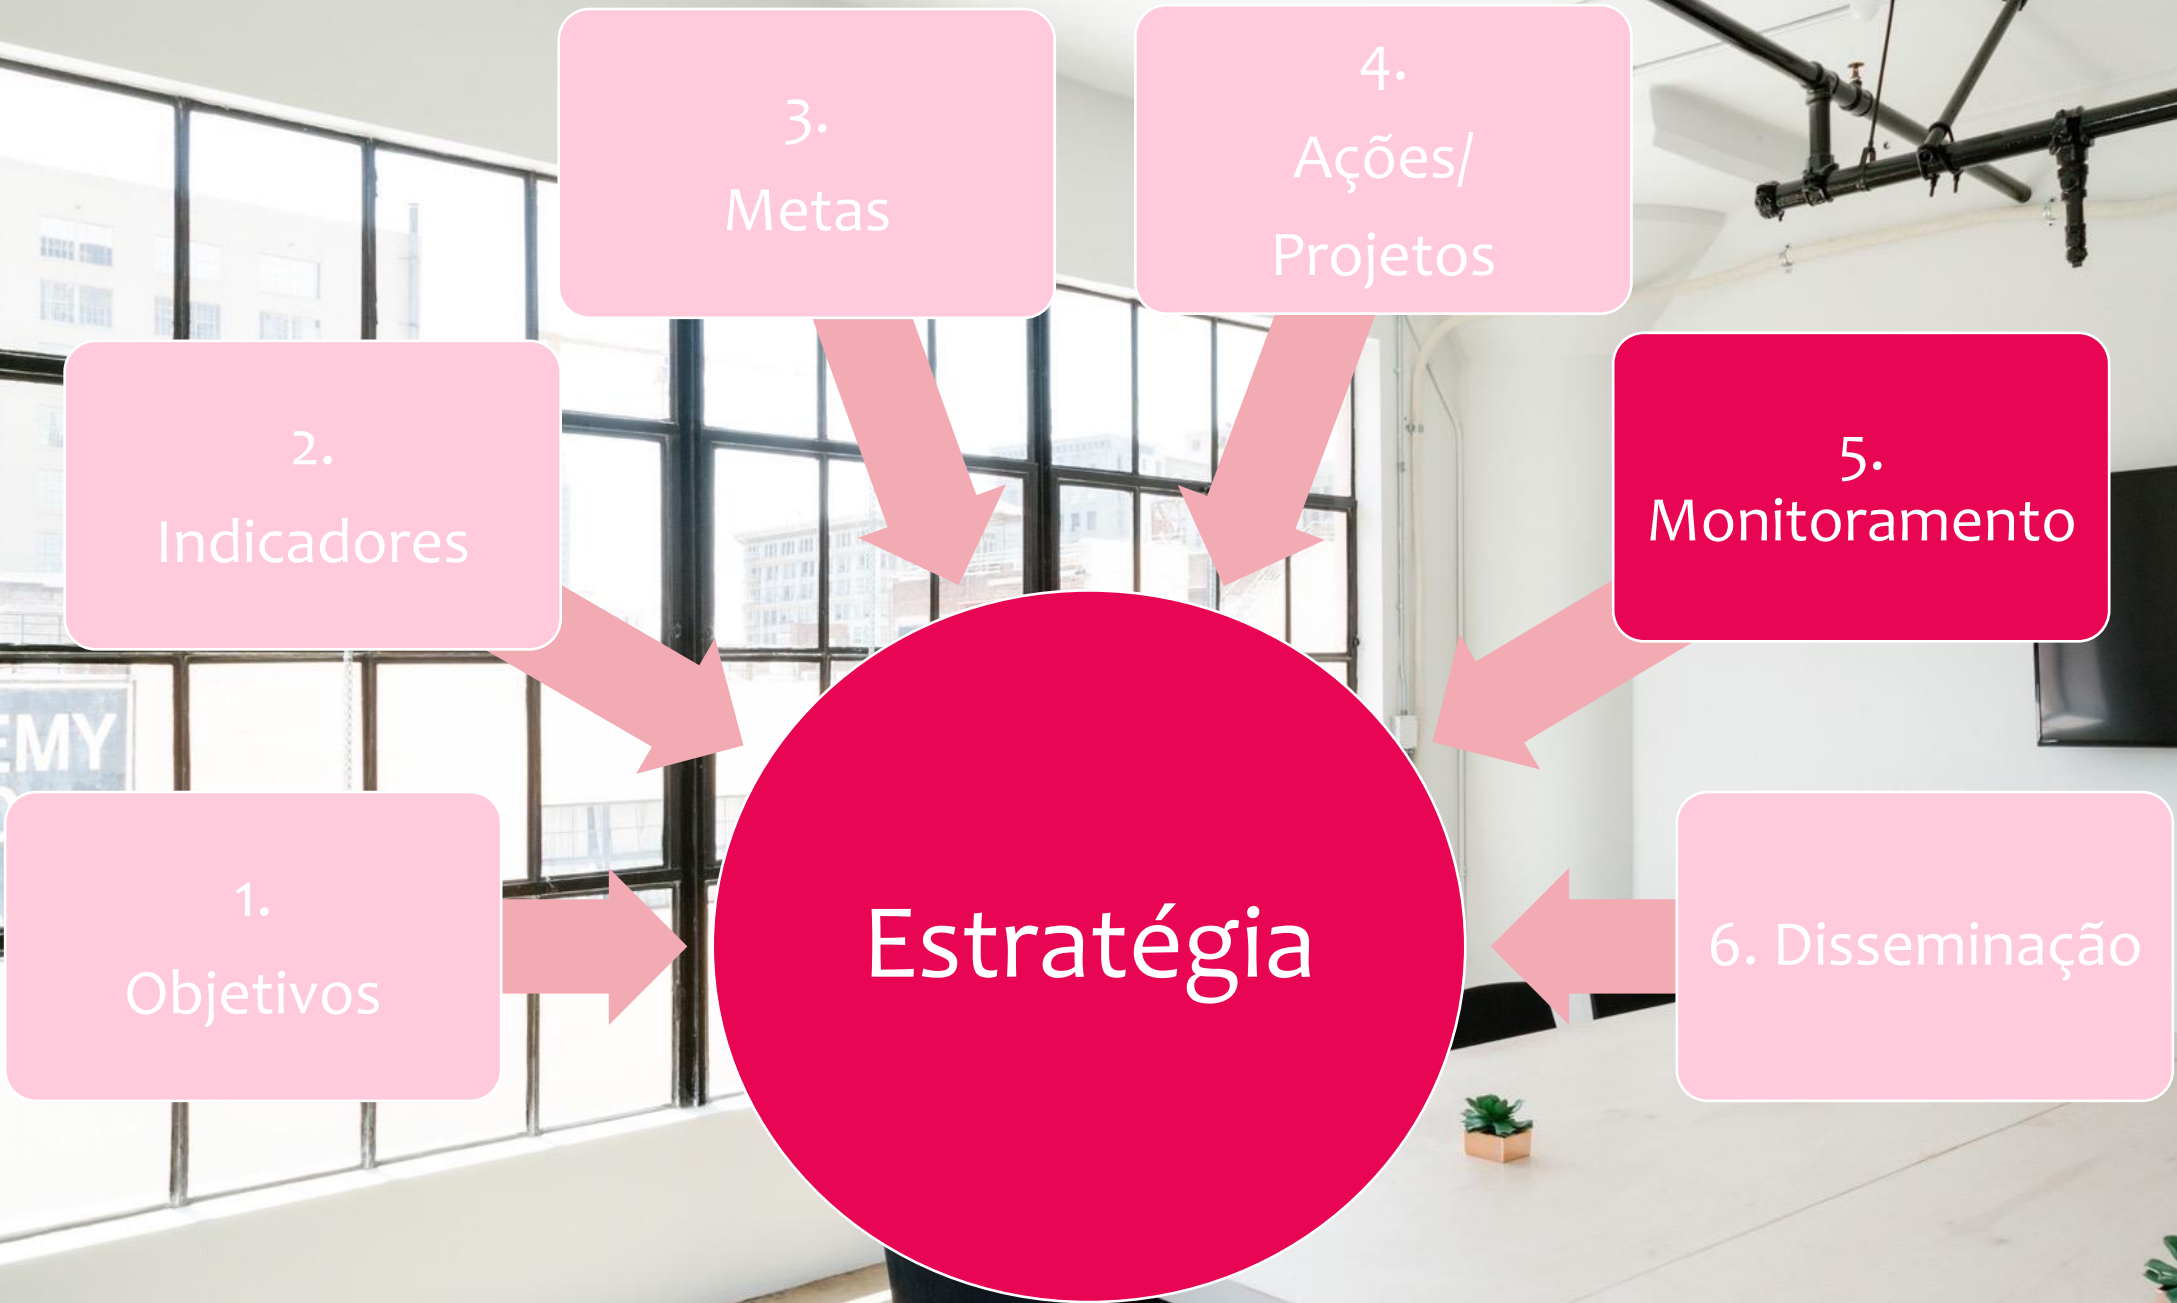 3.
Metas
4.
Ações/
Projetos
2.
Indicadores
5.
Monitoramento
1.
Objetivos
Estratégia
6. Disseminação
EMY